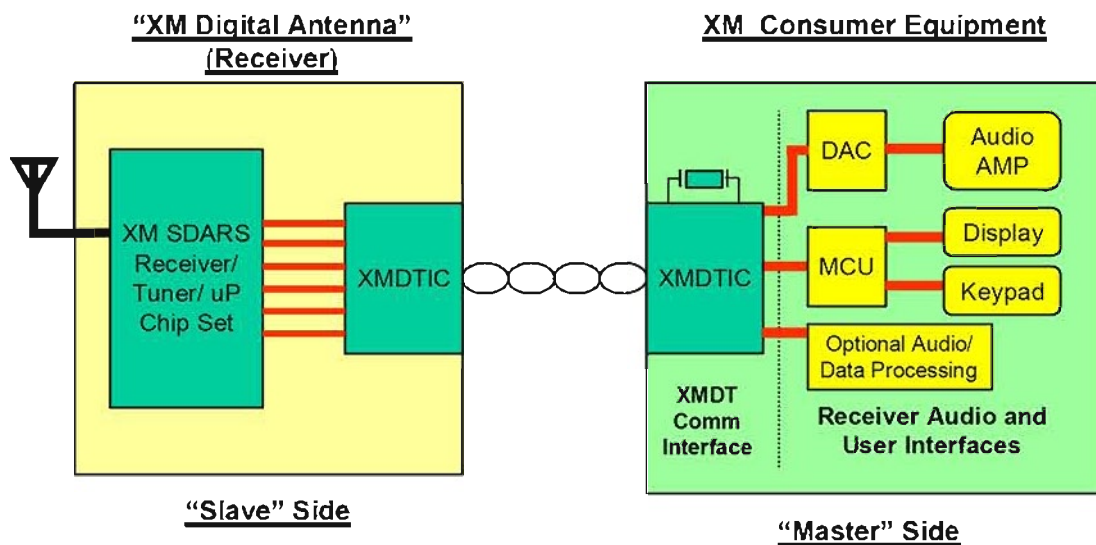 “XM Digital Antenna”
(Receiver)
XM SDARS
Receiver/
Tuner/ uP
Chip Set
XMDTIC
“Slave” Side
XM Consumer Equipment
XMDTIC
DAC
Audio
AMP
MCU
Display
Keypad
Optional Audio/
Data Processing
XMDT
Comm
Interface
Receiver Audio and
User Interfaces
“Master” Side